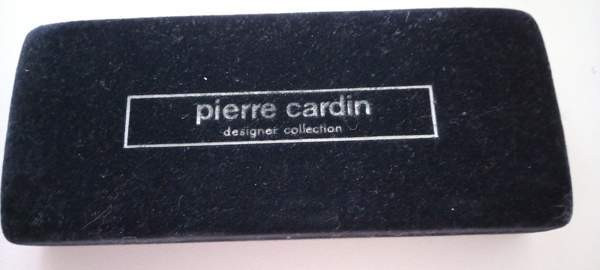 pierre cardin
designer collection